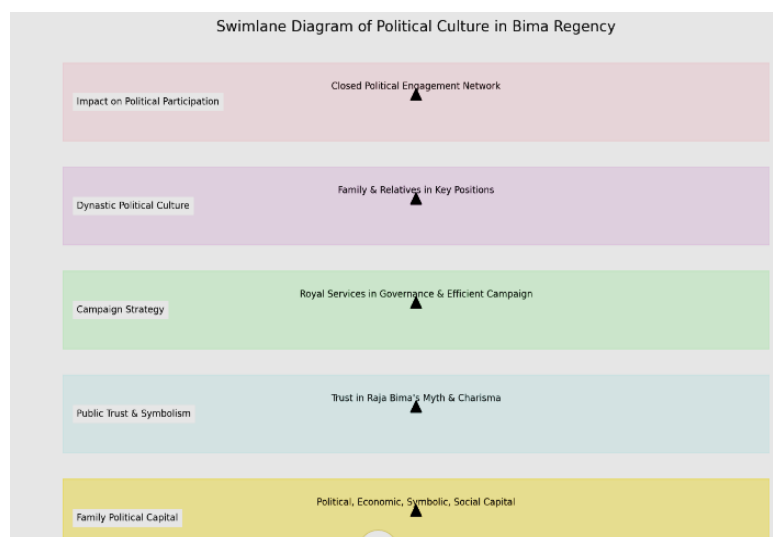 Swimlane Diagram of Political Culture in Bima Regency
Closed Political Engagement Network
Impact on Political Participation
Family & Relatives in Key Positions
Dynastic Political Culture
Royal Services in Governance & Efficient Campaign
Campaign Strategy
Trust in Raja Bima's Myth & Charisma
Public Trust & Symbolism
Political, Economic, Symbolic, Social Capital
Family Political Capital